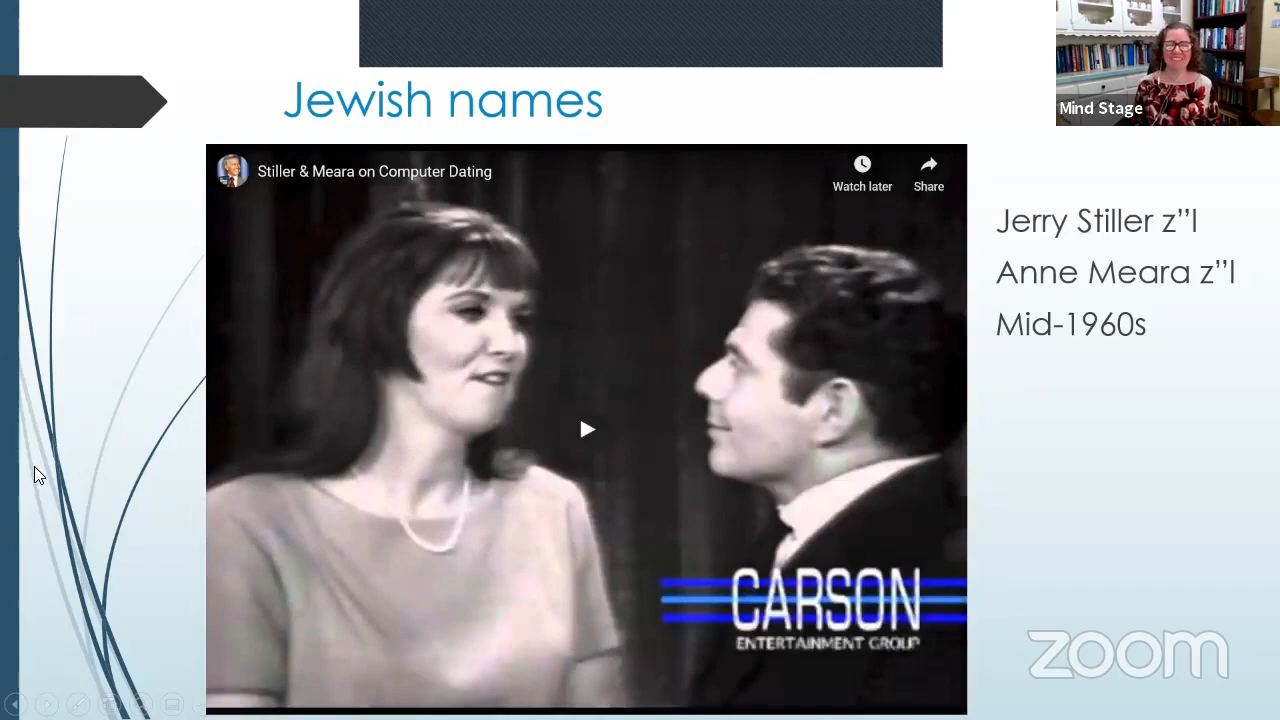 Jewish names
Mind Stage
Stiller & Meara on Computer Dating
Watch later
Share
Jerry Stiller z”l
Anne Meara z”l
Mid-1960s
CARSON
ENTERTAINMENT GROUP
zoom